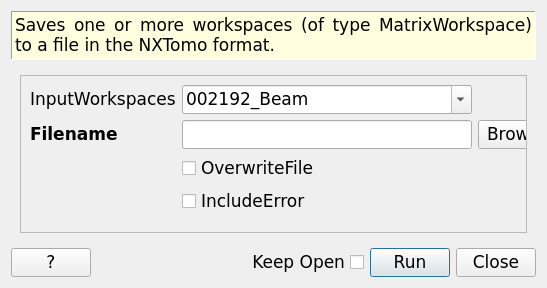 Saves one or more workspaces (of type MatrixWorkspace)
to a file in the NXTomo format.
InputWorkspaces 002192_Beam
Filename Brow
OverwriteFile
IncludeError
? Keep Open Run Close